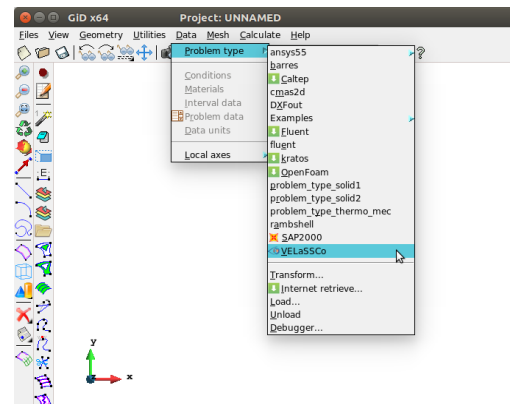 GiD x64 Project: UNNAMED
Files View Geometry Utilities Data Mesh Calculate Help
Problem type
Conditions
Materials
Interval data
Problem data
Data units
Local axes
ansys55
barres
Caltep
cmas2d
DXFout
Examples
Fluent
fluent
kratos
OpenFoam
problem_type_solid1
problem_type_solid2
problem_type_thermo_mec
rambshell
SAP2000
VELaSSCo
Transform...
Internet retrieve...
Load...
Unload
Debugger...
E
y
x